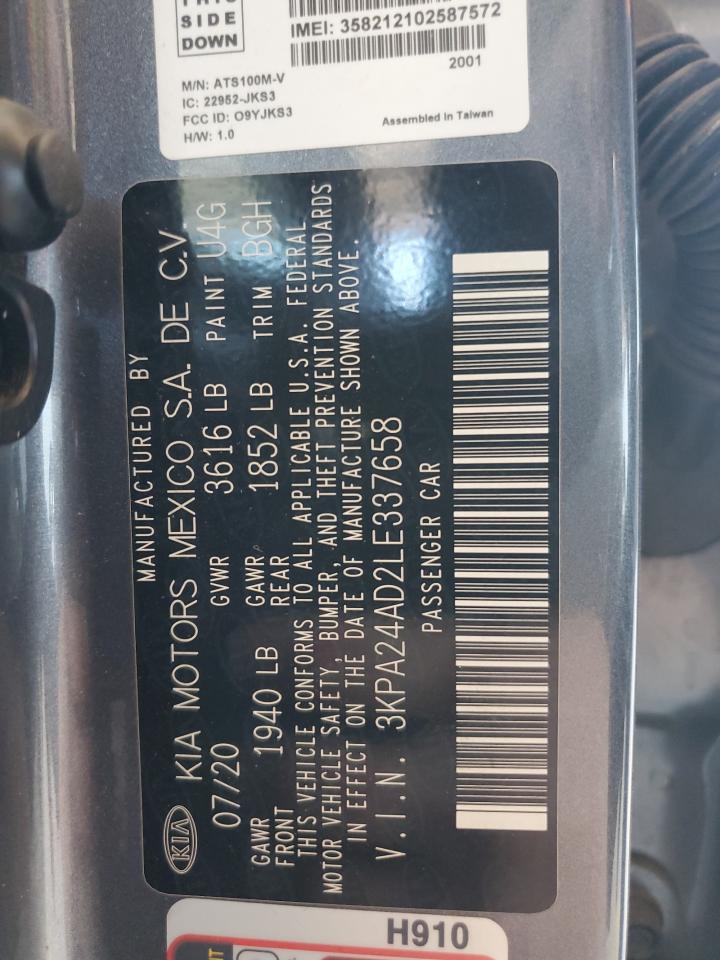 THIS
SIDE
DOWN
IMEI: 358212102587572
2001
M/N: ATS100M-V
IC: 22952-JKS3
FCC ID: O9YJKS3
H/W: 1.0
Assembled in Taiwan
MANUFACTURED BY
KIA KIA MOTORS MEXICO S.A. DE C.V
07/20 GVWR 3616 LB PAINT U4G
GAWR FRONT 1940 LB GAWR REAR 1852 LB TRIM BGH
THIS VEHICLE CONFORMS TO ALL APPLICABLE U.S.A. FEDERAL
MOTOR VEHICLE SAFETY, BUMPER, AND THEFT PREVENTION STANDARDS
IN EFFECT ON THE DATE OF MANUFACTURE SHOWN ABOVE.
V.I.N. 3KPA24AD2LE337658
PASSENGER CAR
H910